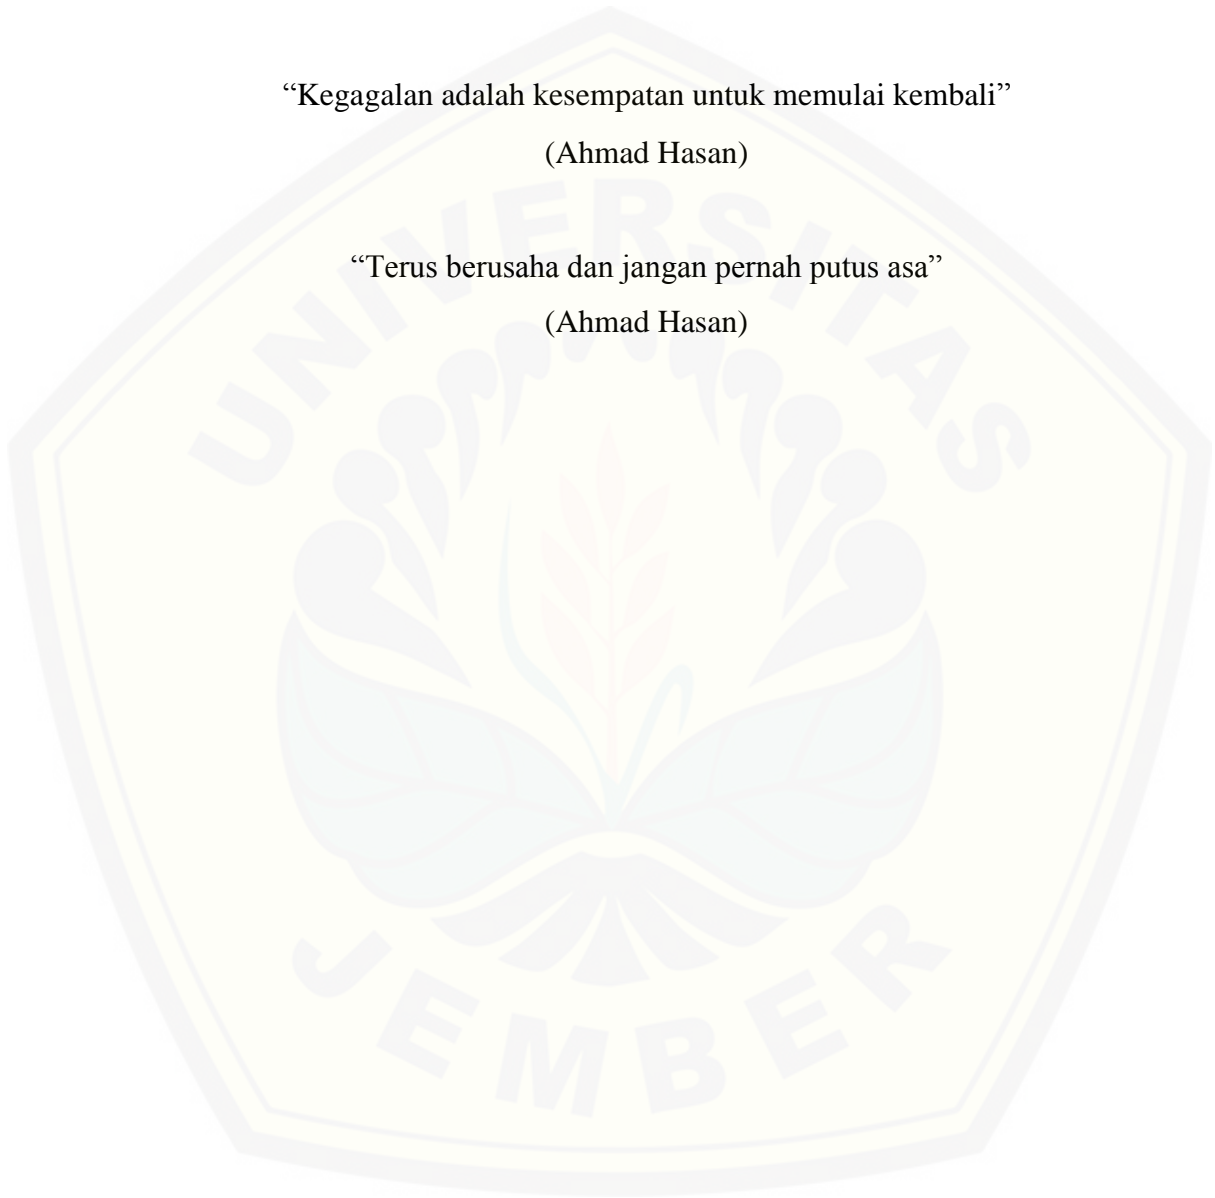 “Kegagalan adalah kesempatan untuk memulai kembali”
(Ahmad Hasan)
“Terus berusaha dan jangan pernah putus asa”
(Ahmad Hasan)
UNIVERSITAS
JEMBER